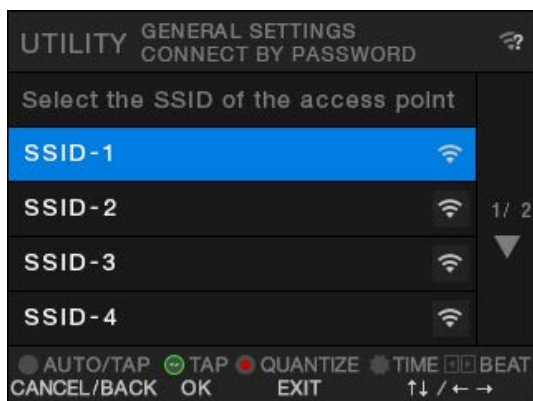 UTILITY GENERAL SETTINGS
CONNECT BY PASSWORD
?
Select the SSID of the access point
SSID-1
SSID-2
1/ 2
SSID-3
SSID-4
AUTO/TAP TAP QUANTIZE TIME BEAT
CANCEL/BACK OK EXIT ↑↓ / ← →